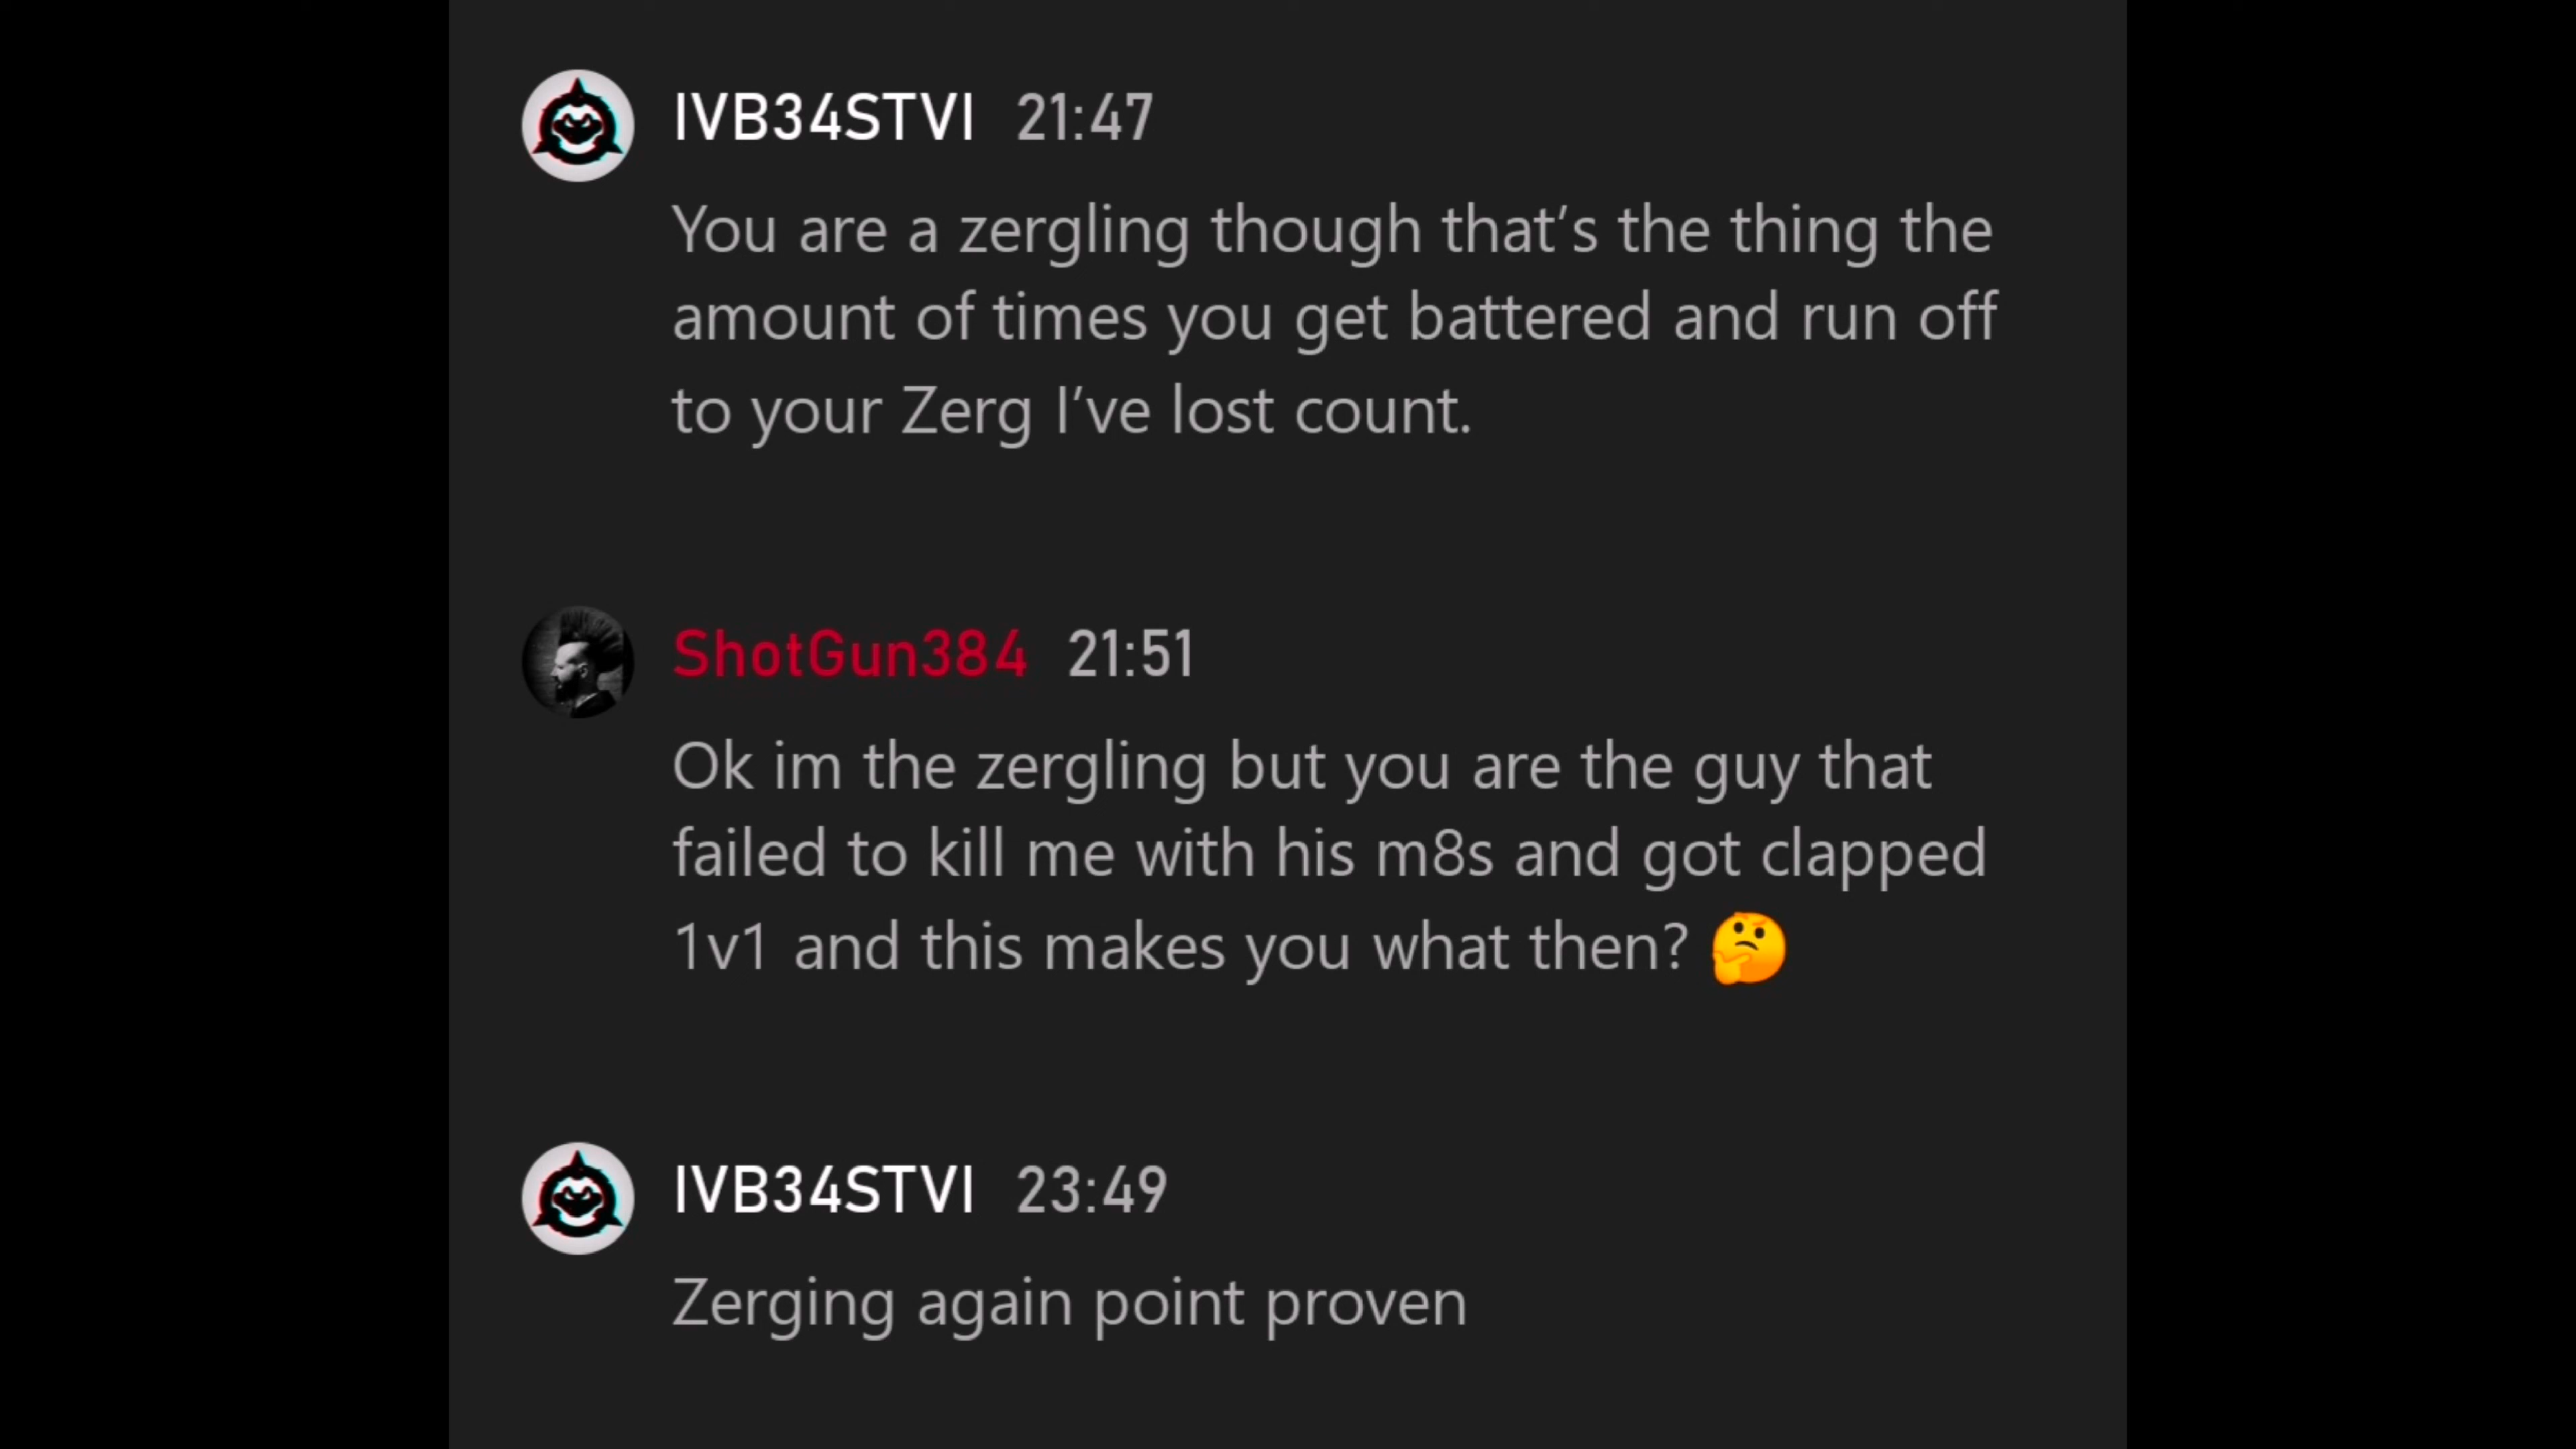 IVB34STVI 21:47
You are a zergling though that’s the thing the
amount of times you get battered and run off
to your Zerg I’ve lost count.
ShotGun384 21:51
Ok im the zergling but you are the guy that
failed to kill me with his m8s and got clapped
1v1 and this makes you what then? 🤔
IVB34STVI 23:49
Zerging again point proven